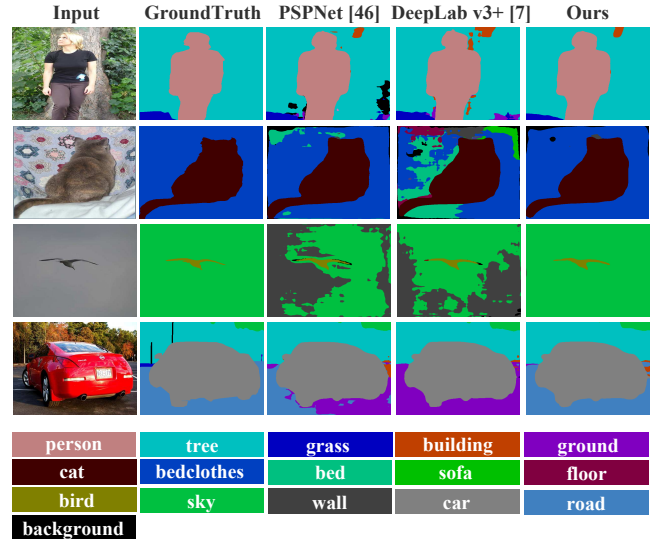 Input GroundTruth PSPNet [46] DeepLab v3+ [7] Ours
person tree grass building ground
cat bedclothes bed sofa floor
bird sky wall car road
background